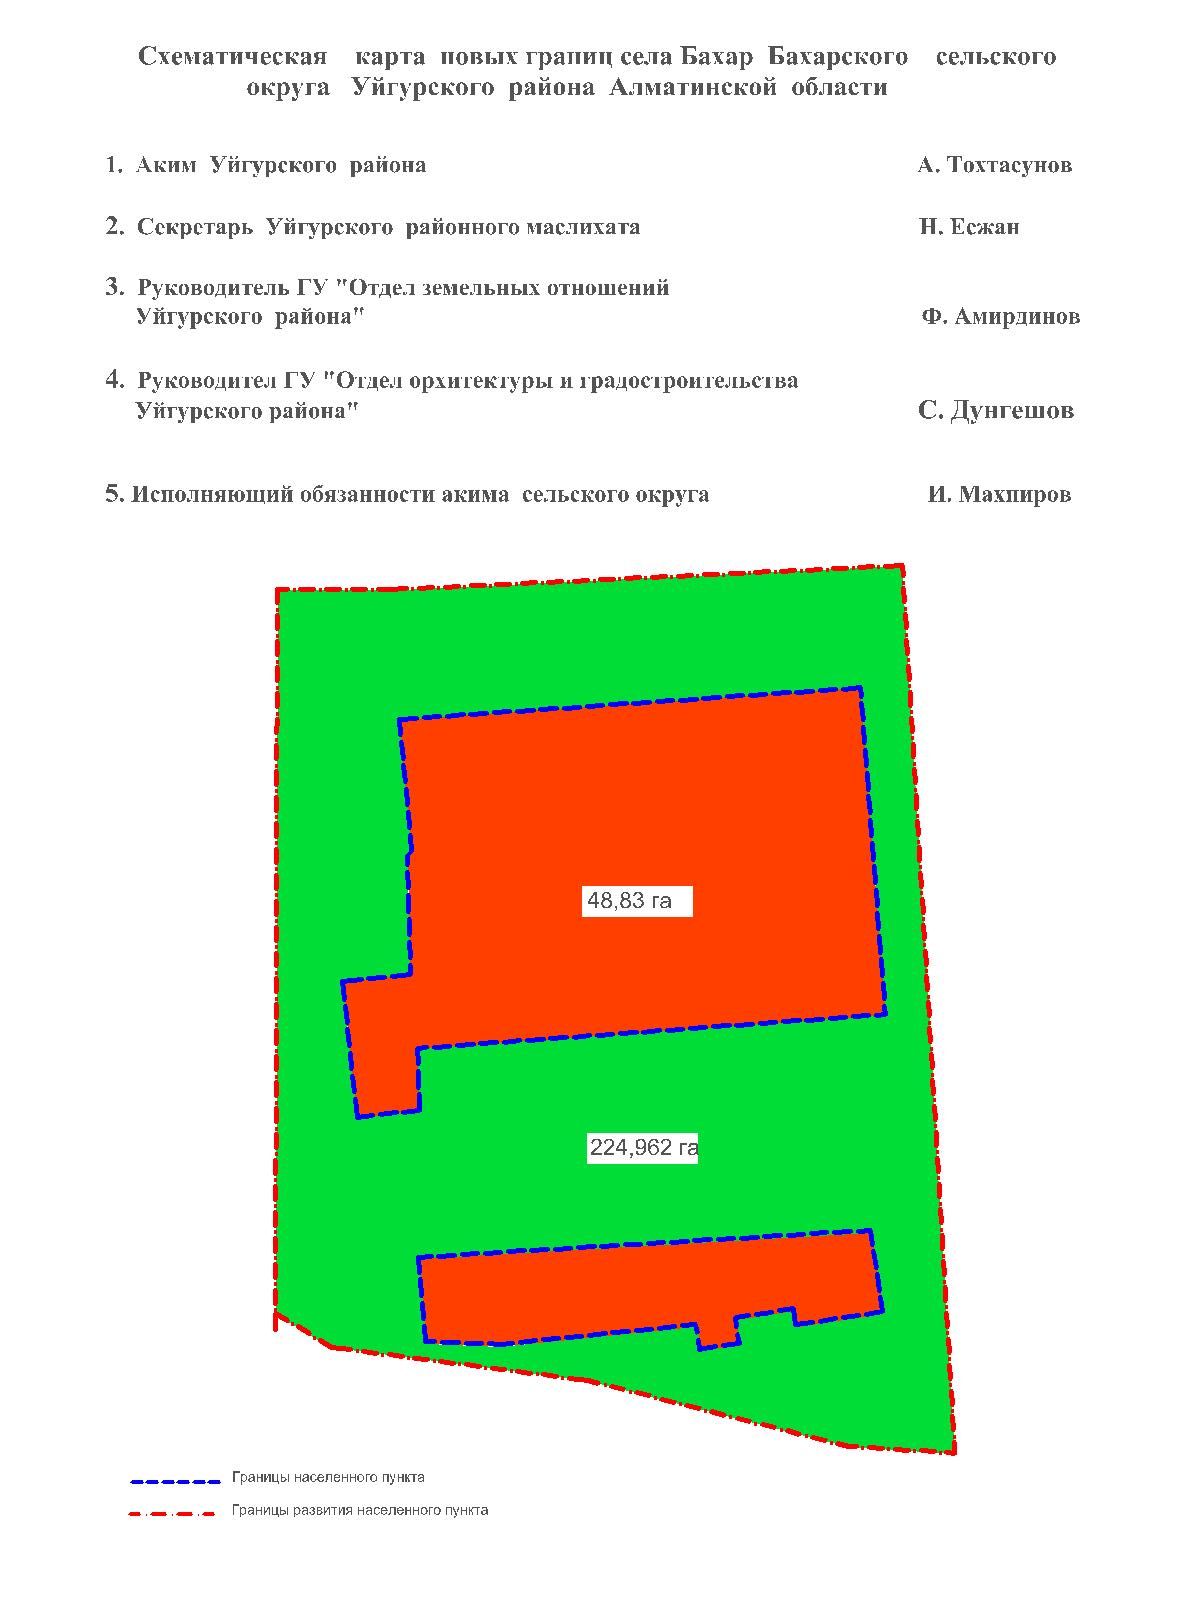 Схематическая карта новых границ села Бахар Бахарского сельского
округа Уйгурского района Алматинской области
1. Аким Уйгурского района А. Тохтасунов
2. Секретарь Уйгурского районного маслихата Н. Есжан
3. Руководитель ГУ "Отдел земельных отношений
Уйгурского района" Ф. Амирдинов
4. Руководител ГУ "Отдел орхитектуры и градостроительства
Уйгурского района" С. Дунгешов
5. Исполняющий обязанности акима сельского округа И. Махпиров
48,83 га
224,962 га
Границы населенного пункта
Границы развития населенного пункта